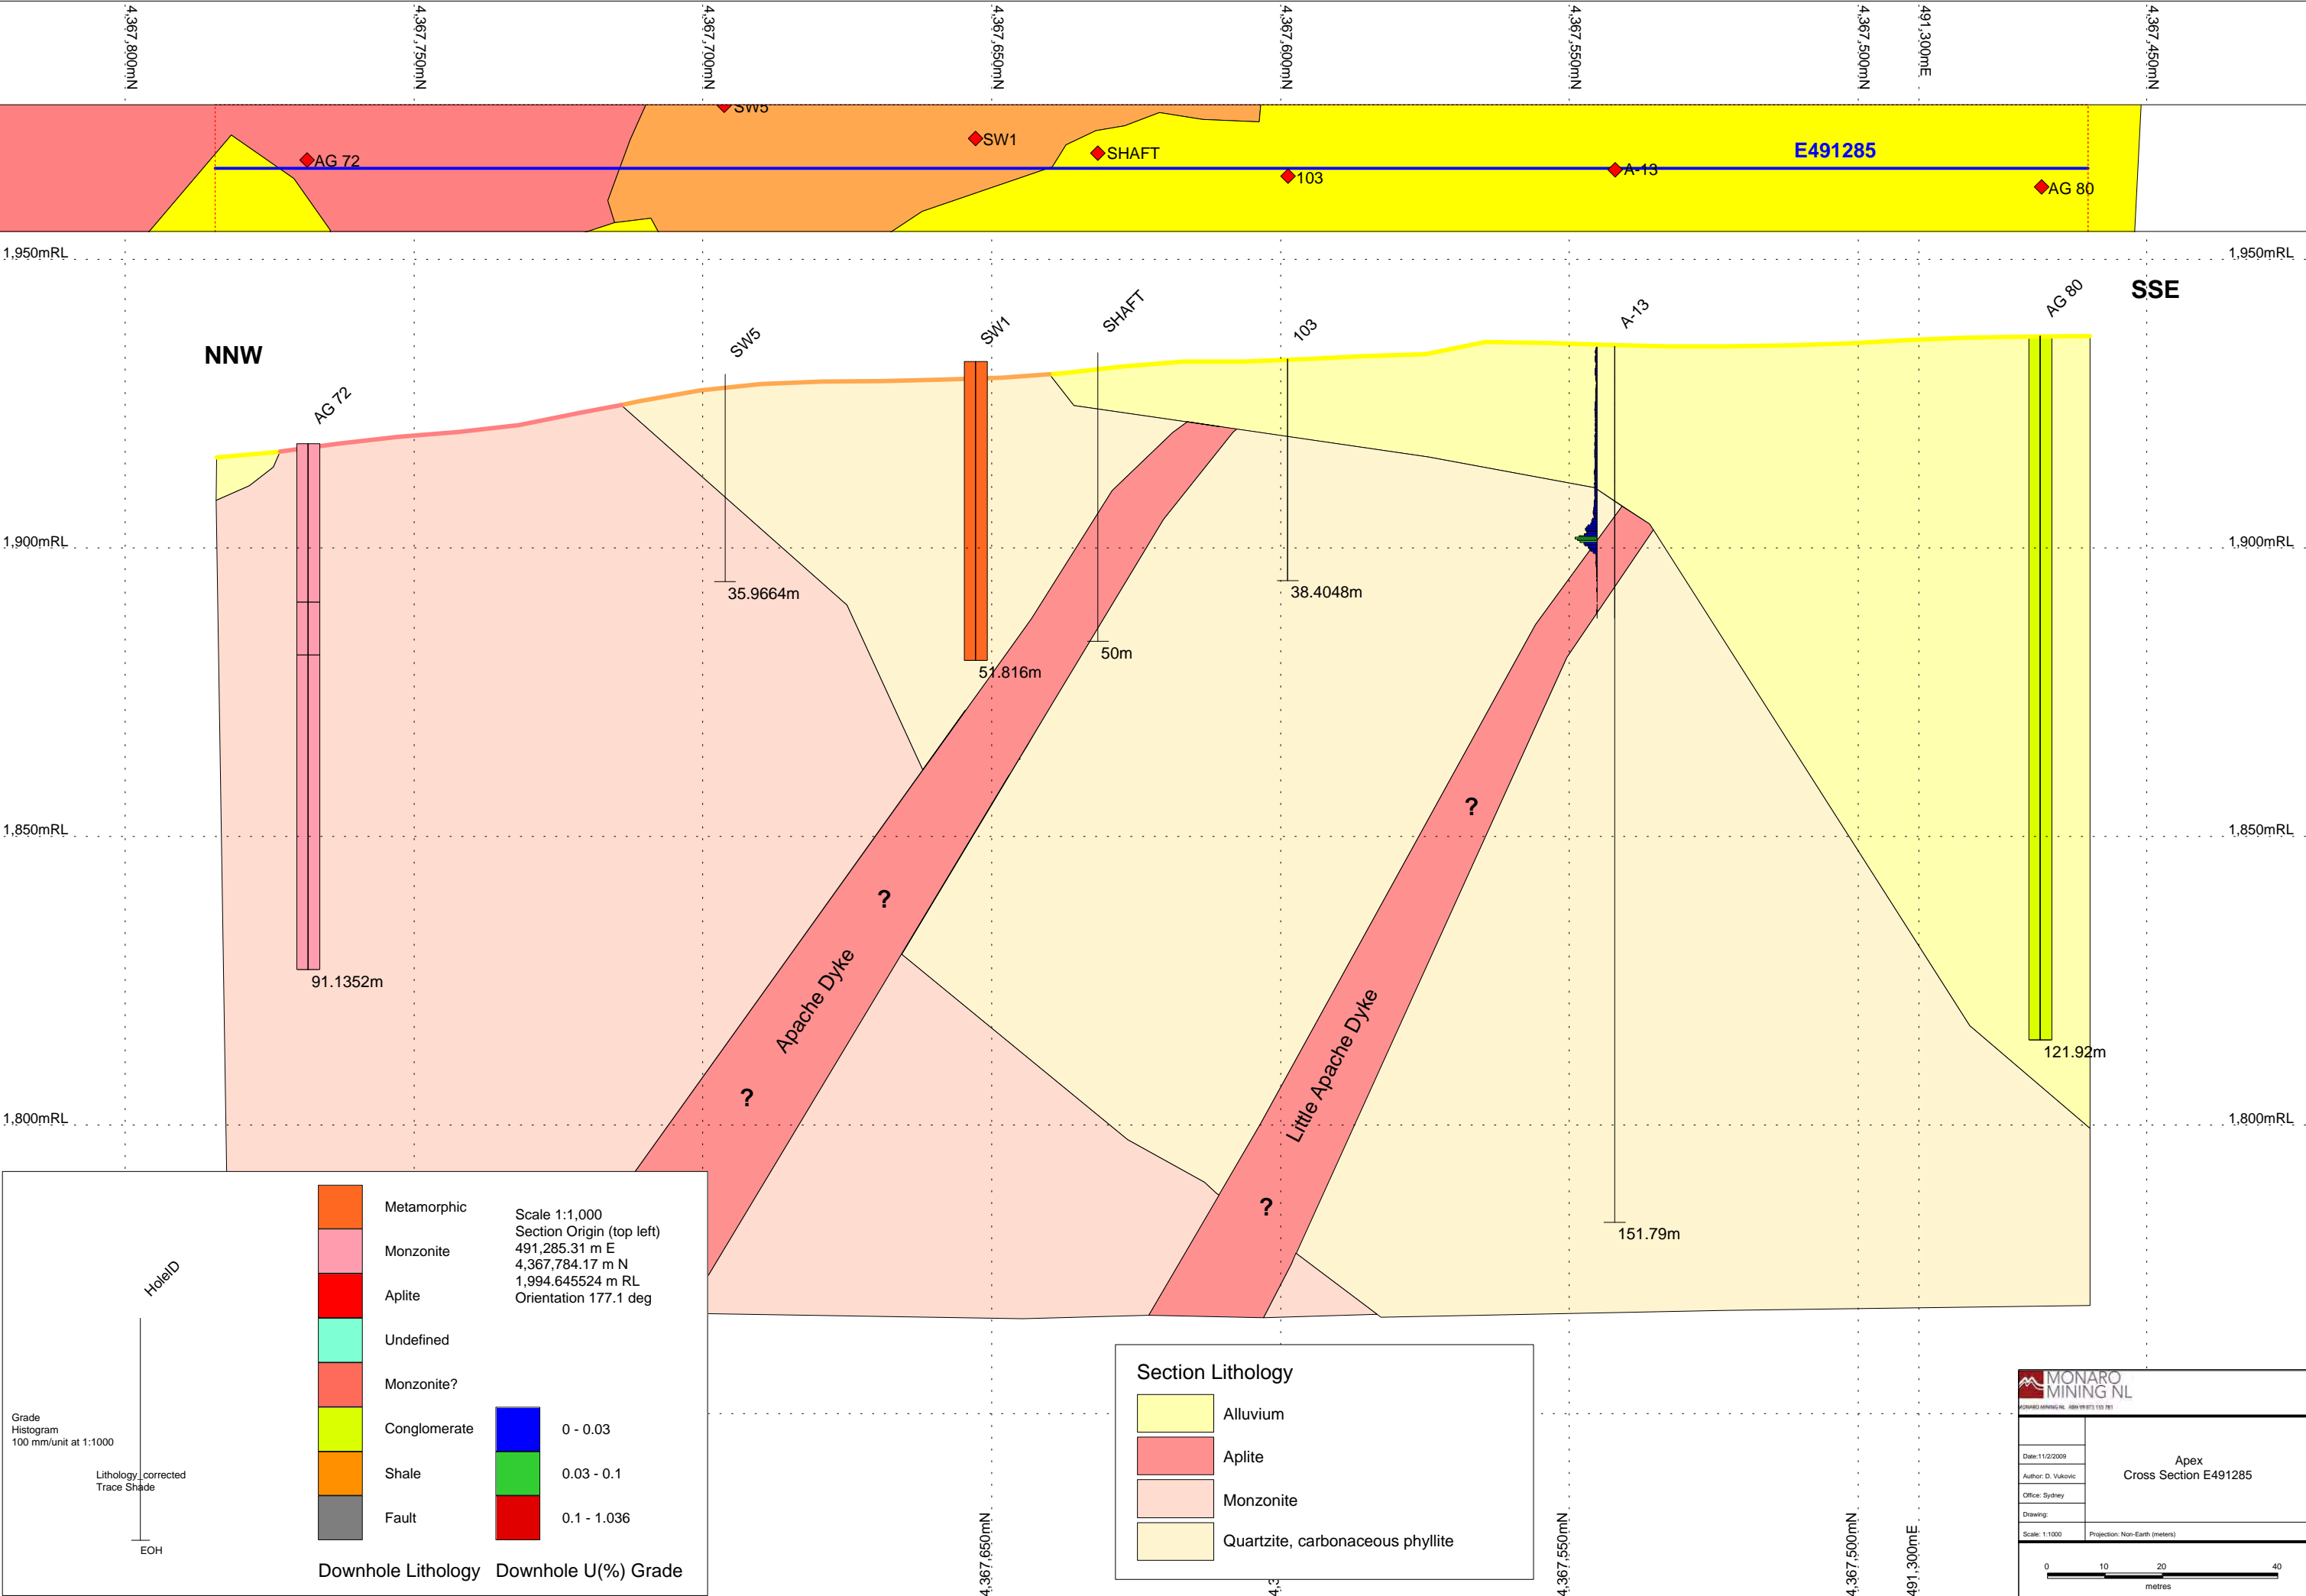 4,367,800mN
4,367,750mN
4,367,700mN
4,367,650mN
4,367,600mN
4,367,550mN
4,367,500mN
491,300mE
4,367,450mN
SW5
SW1
AG 72
SHAFT
103
A-13
AG 80
E491285
1,950mRL
1,950mRL
NNW
SSE
AG 72
SW5
SW1
SHAFT
103
A-13
AG 80
1,900mRL
1,900mRL
35.9664m
38.4048m
50m
51.816m
1,850mRL
1,850mRL
?
?
91.1352m
Apache Dyke
Little Apache Dyke
121.92m
?
1,800mRL
1,800mRL
?
151.79m
HoleID
Grade
Histogram
100 mm/unit at 1:1000
Lithology_corrected
Trace Shade
EOH
Metamorphic
Monzonite
Aplite
Undefined
Monzonite?
Conglomerate
Shale
Fault
Downhole Lithology
Scale 1:1,000
Section Origin (top left)
491,285.31 m E
4,367,784.17 m N
1,994.645524 m RL
Orientation 177.1 deg
0 - 0.03
0.03 - 0.1
0.1 - 1.036
Downhole U(%) Grade
Section Lithology
Alluvium
Aplite
Monzonite
Quartzite, carbonaceous phyllite
4,367,650mN
4,3
4,367,550mN
4,367,500mN
491,300mE
MONARO
MINING NL
MONARO MINING NL
Date:11/2/2009
Author: D. Vukovic
Office: Sydney
Drawing:
Scale: 1:1000
Apex
Cross Section E491285
Projection: Non-Earth (meters)
0 10 20 40
metres